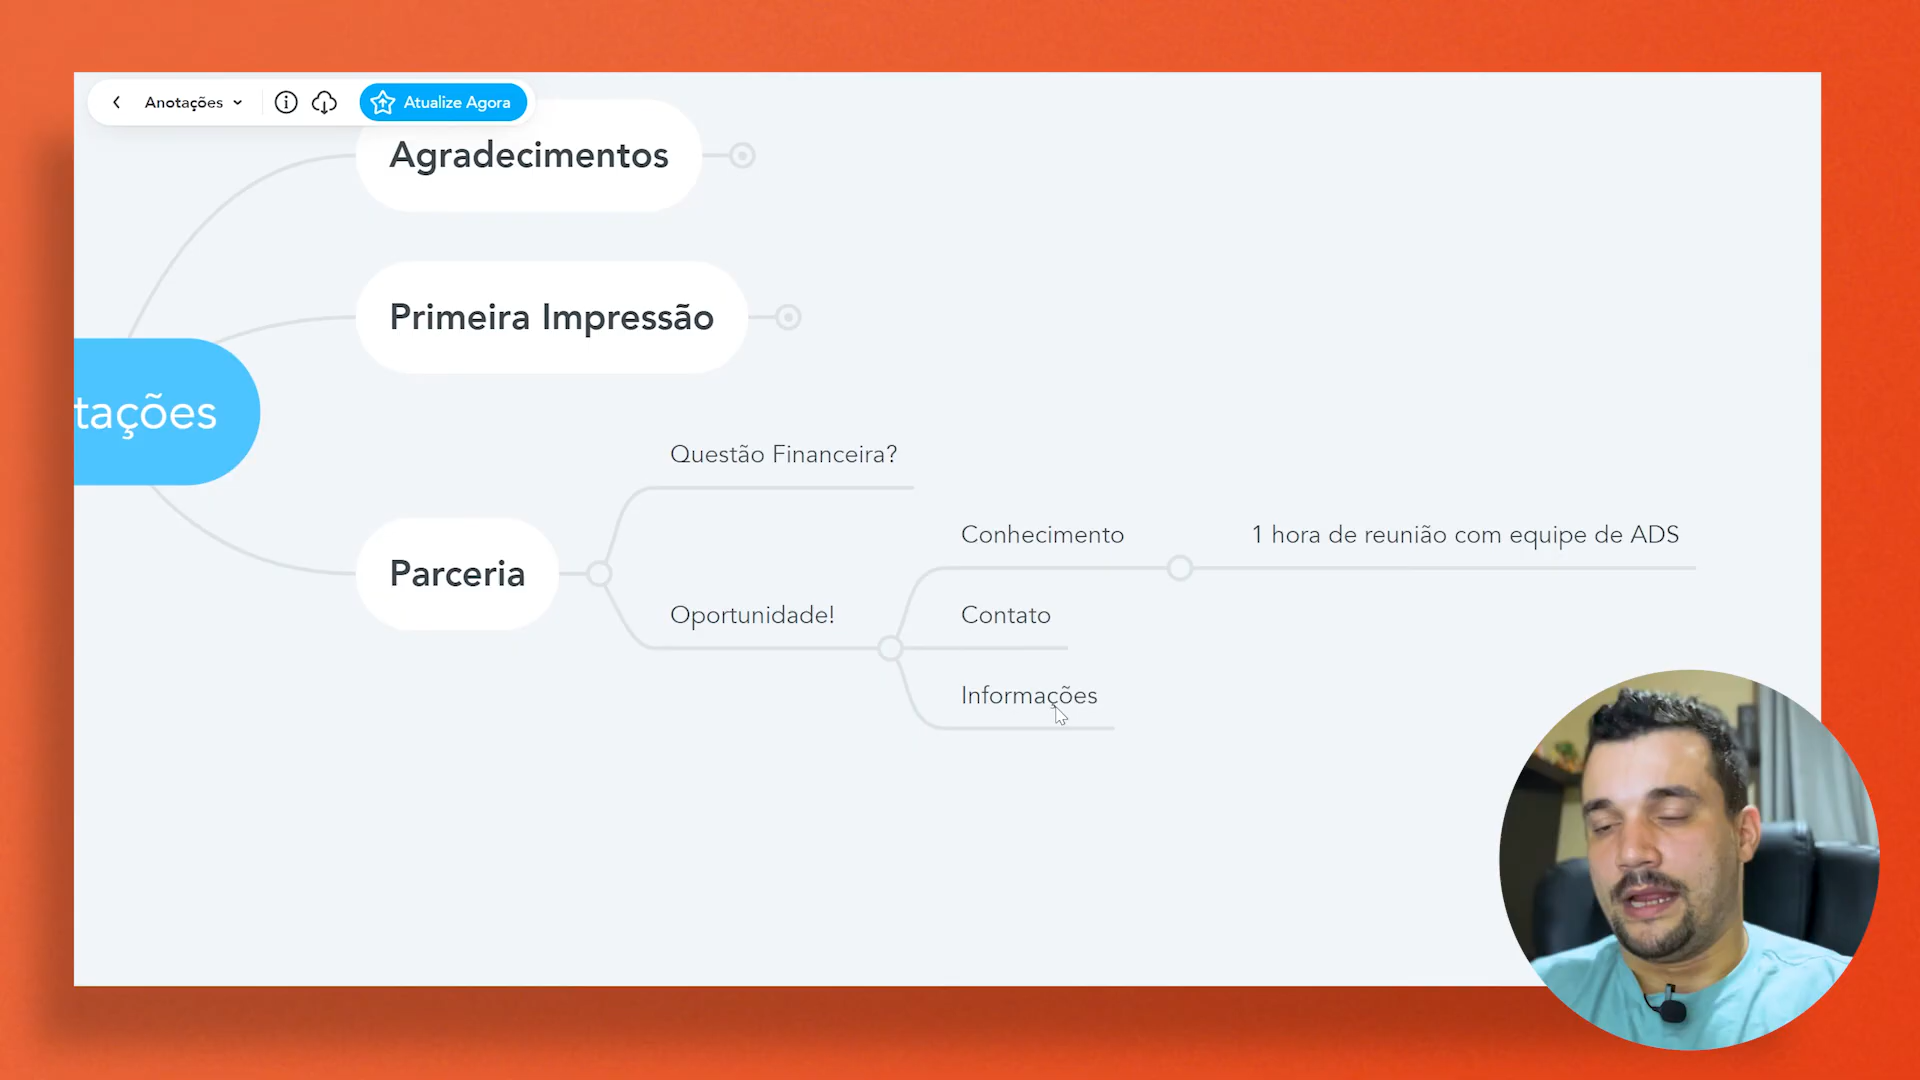 Anotações
Atualize Agora
Agradecimentos
Primeira Impressão
tações
Questão Financeira?
Conhecimento
1 hora de reunião com equipe de ADS
Parceria
Oportunidade!
Contato
Informações